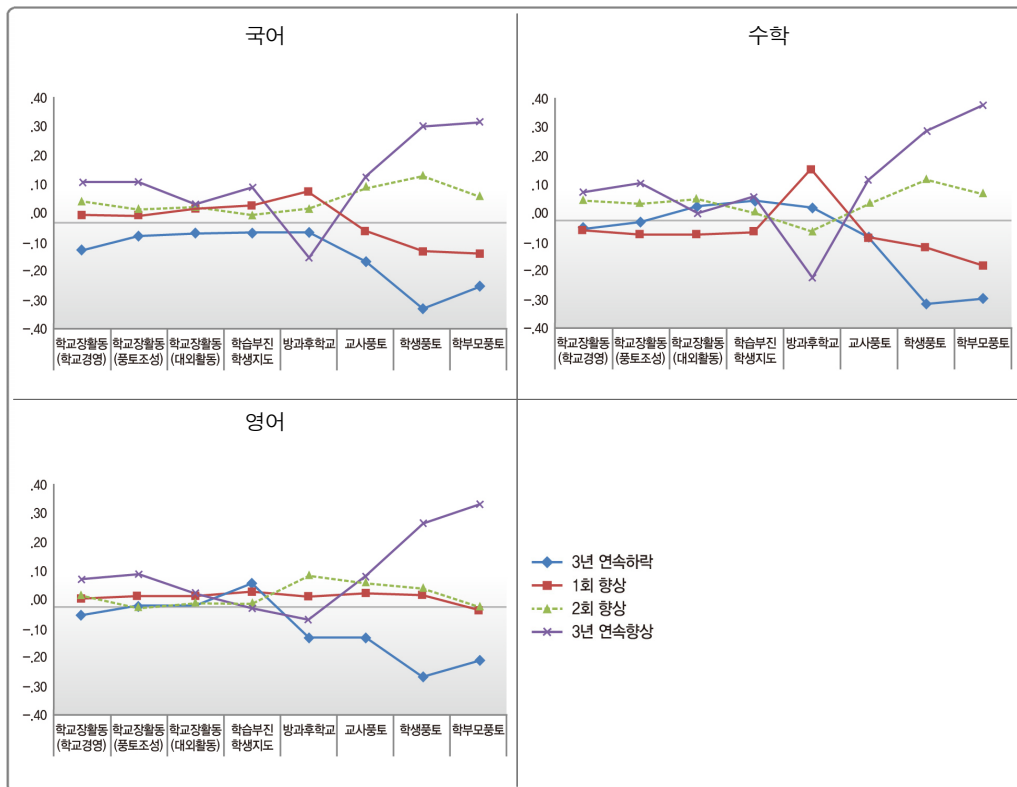 국어
.40
.30
.20
.10
.00
-.10
-.20
-.30
-.40
학교장활동 학교장활동 학교장활동 학습부진 방과후학교 교사풍토 학생풍토 학부모풍토
(학교경영) (풍토조성) (대외활동) 학생지도
수학
.40
.30
.20
.10
.00
-.10
-.20
-.30
-.40
학교장활동 학교장활동 학교장활동 학습부진 방과후학교 교사풍토 학생풍토 학부모풍토
(학교경영) (풍토조성) (대외활동) 학생지도
영어
.40
.30
.20
.10
.00
-.10
-.20
-.30
-.40
학교장활동 학교장활동 학교장활동 학습부진 방과후학교 교사풍토 학생풍토 학부모풍토
(학교경영) (풍토조성) (대외활동) 학생지도
3년 연속하락
1회 향상
2회 향상
3년 연속향상